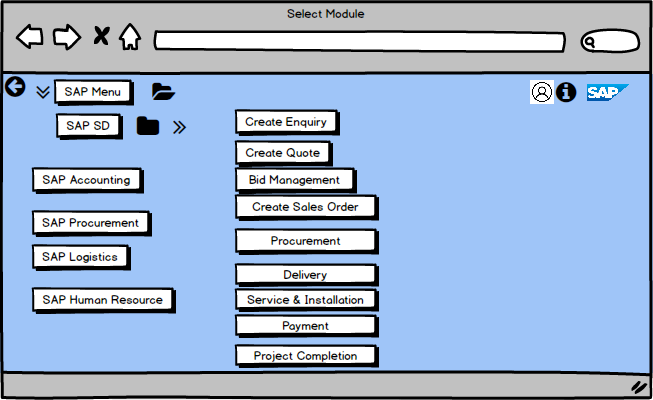 Select Module
SAP Menu
SAP
SAP SD
Create Enquiry
Create Quote
SAP Accounting
Bid Management
Create Sales Order
SAP Procurement
Procurement
SAP Logistics
Delivery
SAP Human Resource
Service & Installation
Payment
Project Completion